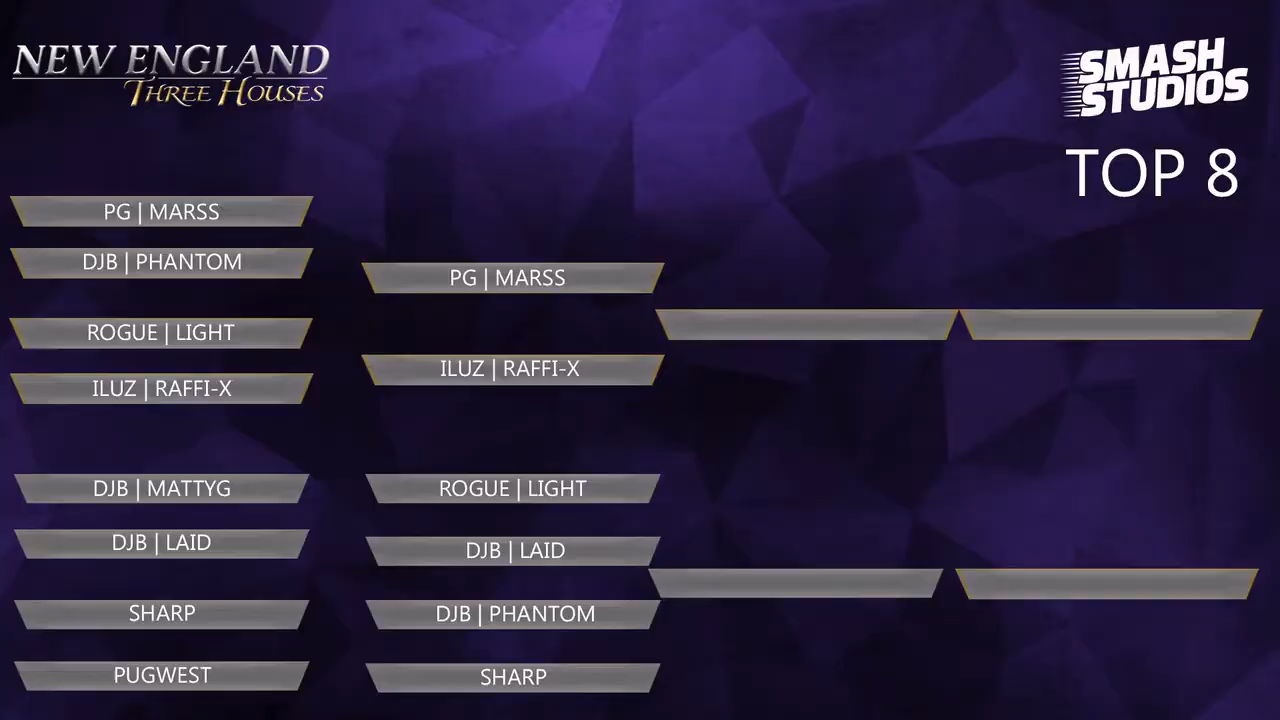 NEW ENGLAND
THREE HOUSES
SMASH
STUDIOS
TOP 8
PG | MARSS
DJB | PHANTOM
ROGUE | LIGHT
ILUZ | RAFFI-X
PG | MARSS
ILUZ | RAFFI-X
DJB | MATTYG
DJB | LAID
SHARP
PUGWEST
ROGUE | LIGHT
DJB | LAID
DJB | PHANTOM
SHARP